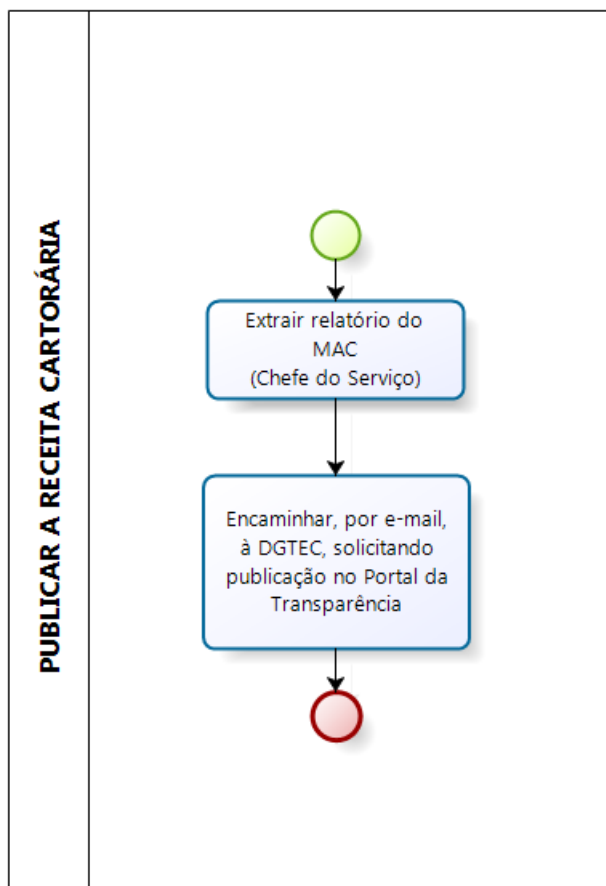 PUBLICAR A RECEITA CARTORÁRIA
Extrair relatório do
MAC
(Chefe do Serviço)
Encaminhar, por e-mail,
à DGTEC, solicitando
publicação no Portal da
Transparência